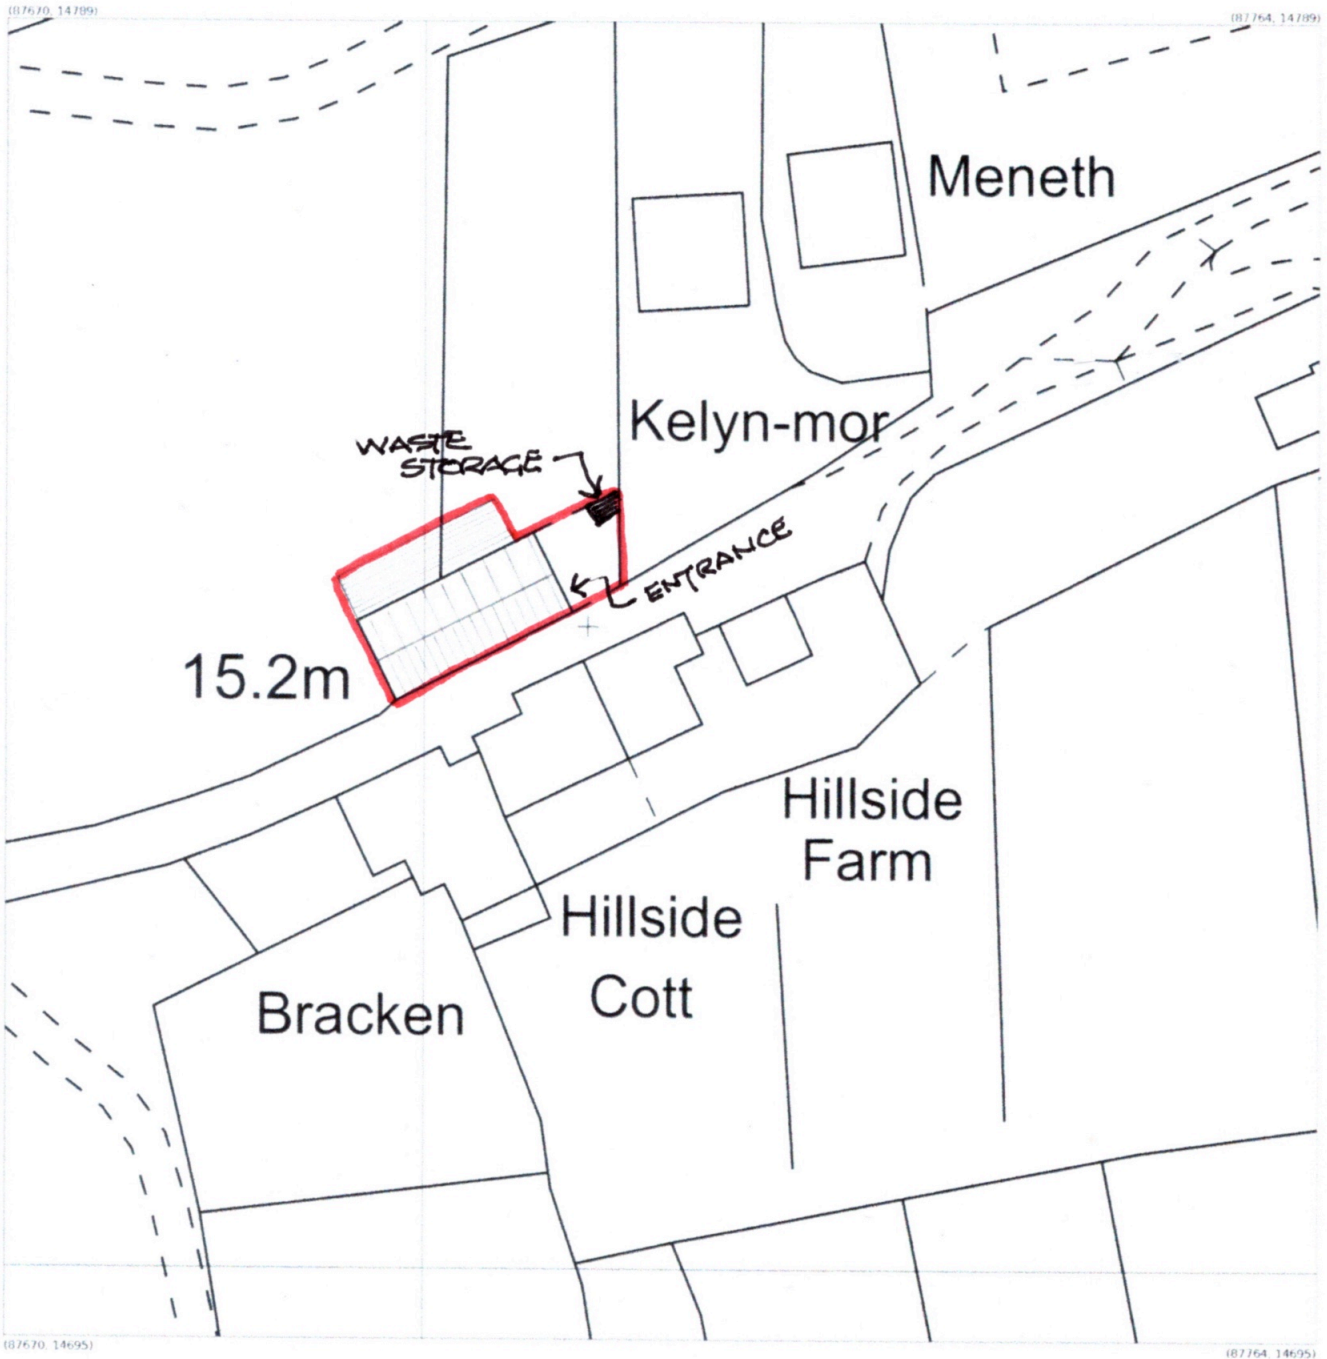 (87670, 14789)
(87764, 14789)
Meneth
Kelyn-mor
WASTE
STORAGE
ENTRANCE
15.2m
Hillside
Farm
Hillside
Cott
Bracken
(87670, 14695)
(87764, 14695)